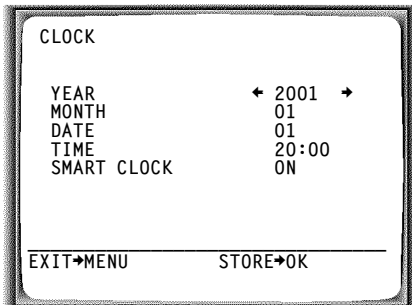 CLOCK
YEAR ← 2001 →
MONTH 01
DATE 01
TIME 20:00
SMART CLOCK ON
EXIT→MENU STORE→OK